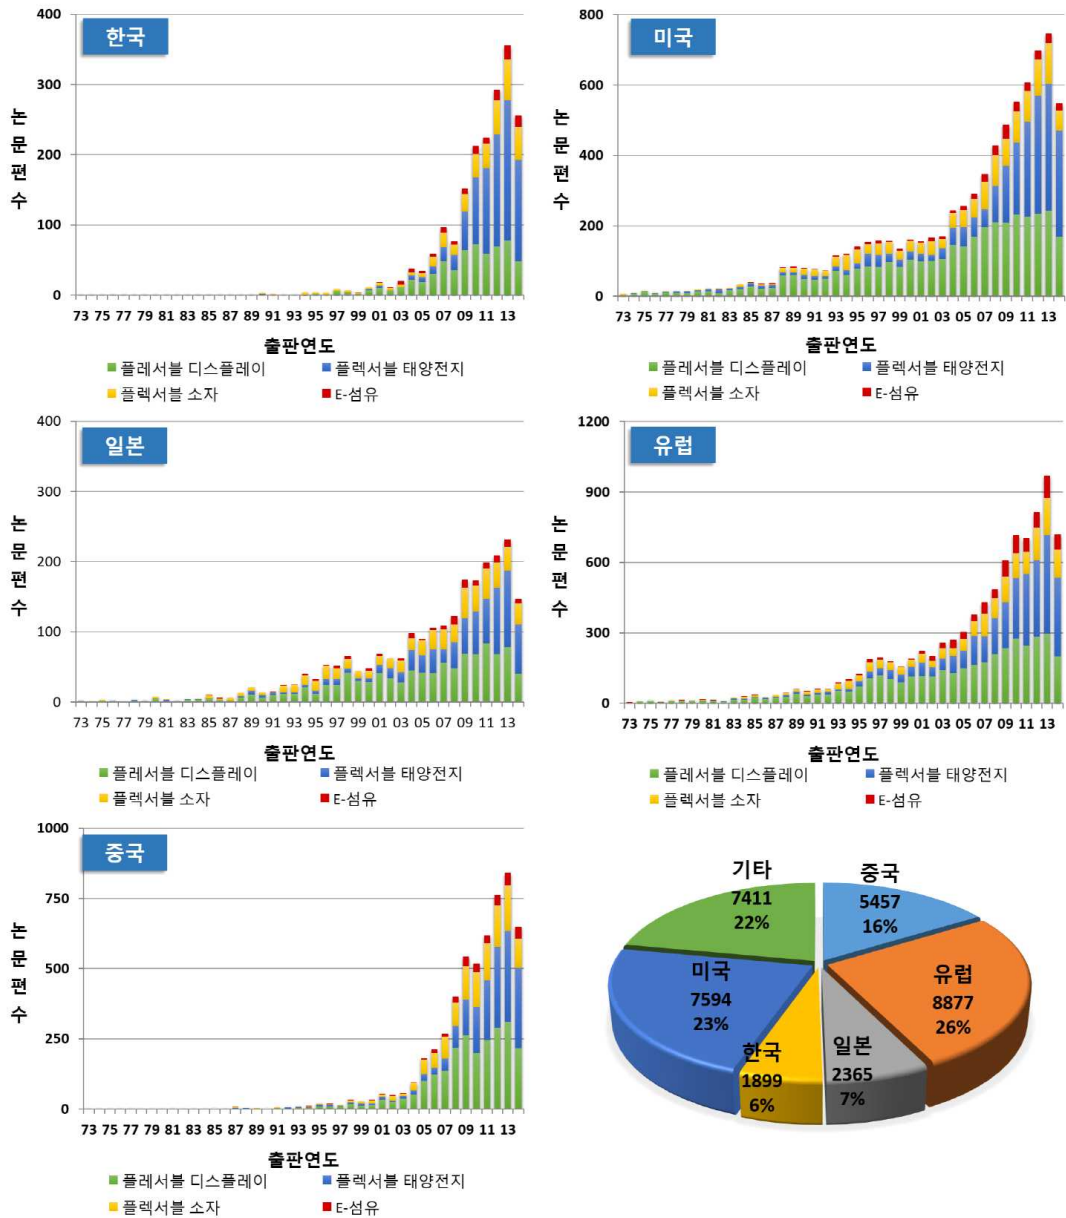 한국
논문편수
400
300
200
100
0
73 75 77 79 81 83 85 87 89 91 93 95 97 99 01 03 05 07 09 11 13
출판연도
플레서블 디스플레이 플렉서블 태양전지
플렉서블 소자 E-섬유
미국
논문편수
800
600
400
200
0
73 75 77 79 81 83 85 87 89 91 93 95 97 99 01 03 05 07 09 11 13
출판연도
플레서블 디스플레이 플렉서블 태양전지
플렉서블 소자 E-섬유
일본
논문편수
400
300
200
100
0
73 75 77 79 81 83 85 87 89 91 93 95 97 99 01 03 05 07 09 11 13
출판연도
플레서블 디스플레이 플렉서블 태양전지
플렉서블 소자 E-섬유
유럽
논문편수
1200
900
600
300
0
73 75 77 79 81 83 85 87 89 91 93 95 97 99 01 03 05 07 09 11 13
출판연도
플레서블 디스플레이 플렉서블 태양전지
플렉서블 소자 E-섬유
중국
논문편수
1000
750
500
250
0
73 75 77 79 81 83 85 87 89 91 93 95 97 99 01 03 05 07 09 11 13
출판연도
플레서블 디스플레이 플렉서블 태양전지
플렉서블 소자 E-섬유
기타
7411
22%
중국
5457
16%
미국
7594
23%
유럽
8877
26%
한국
1899
6%
일본
2365
7%